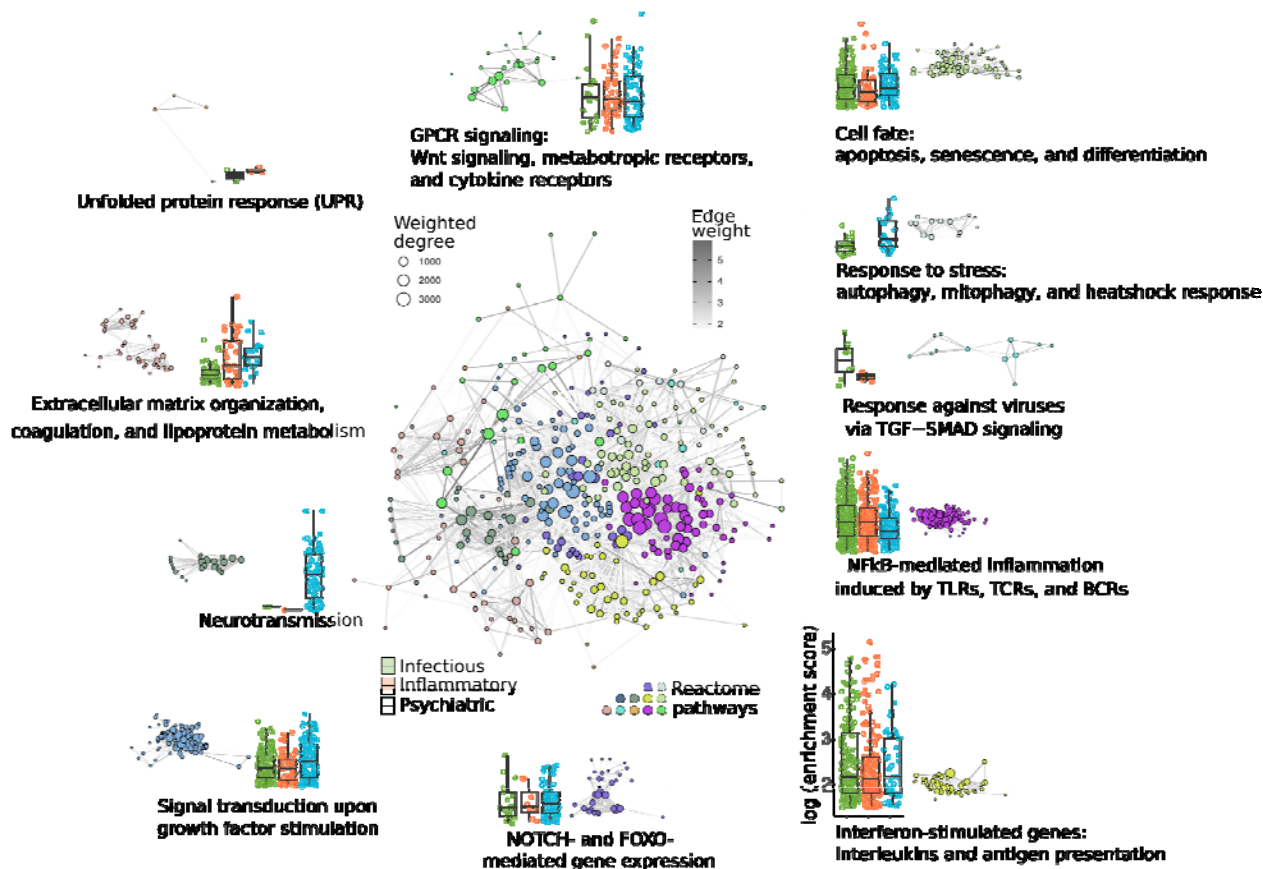 GPCR signaling:
Wnt signaling, metabotropic receptors,
and cytokine receptors
Cell fate:
apoptosis, senescence, and differentiation
Unfolded protein response (UPR)
Weighted
degree
1000
2000
3000
Edge
weight
5
4
3
2
Response to stress:
autophagy, mitophagy, and heatshock response
Extracellular matrix organization,
coagulation, and lipoprotein metabolism
Response against viruses
via TGF−SMAD signaling
NFkB-mediated inflammation
induced by TLRs, TCRs, and BCRs
Neurotransmission
Infectious
Inflammatory
Psychiatric
Reactome
pathways
log (enrichment score)
5
4
3
2
Signal transduction upon
growth factor stimulation
NOTCH- and FOXO-
mediated gene expression
Interferon-stimulated genes:
interleukins and antigen presentation